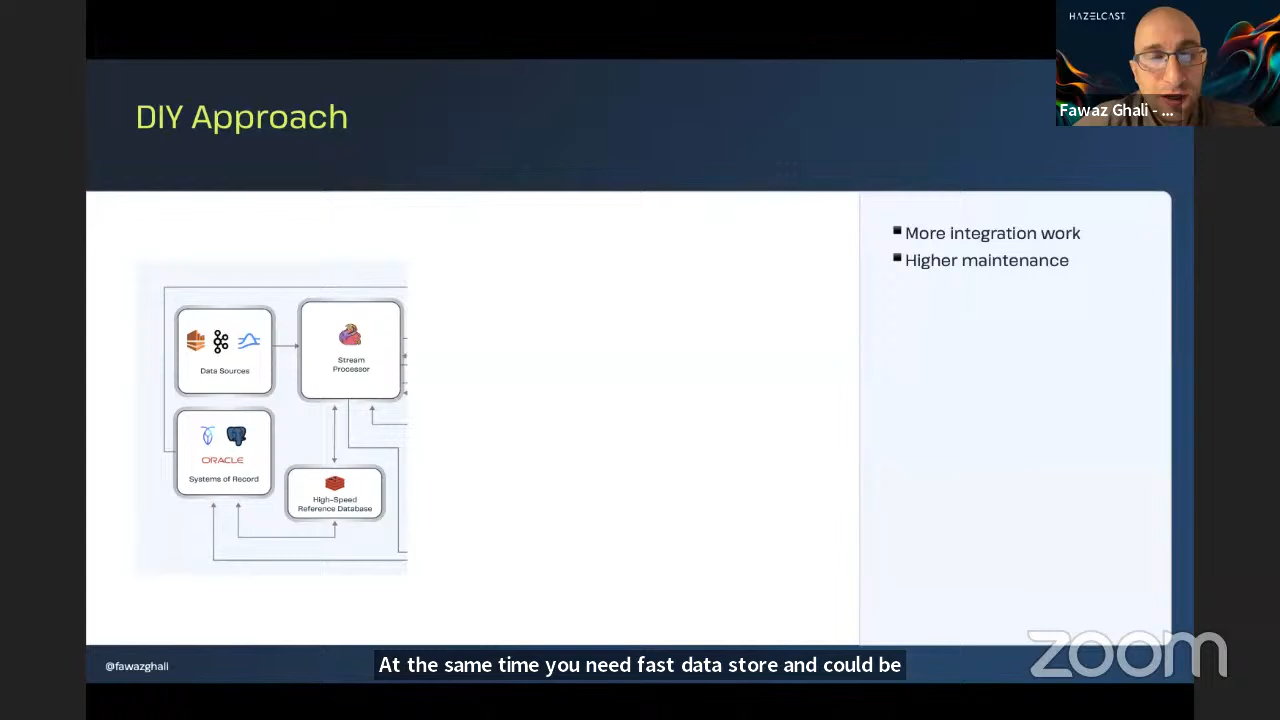 HAZELCAST
Fawaz Ghali - ...
DIY Approach
■ More integration work
■ Higher maintenance
Data Sources
Stream
Processor
ORACLE
Systems of Record
High-Speed
Reference Database
@fawazghali
At the same time you need fast data store and could be
zoom